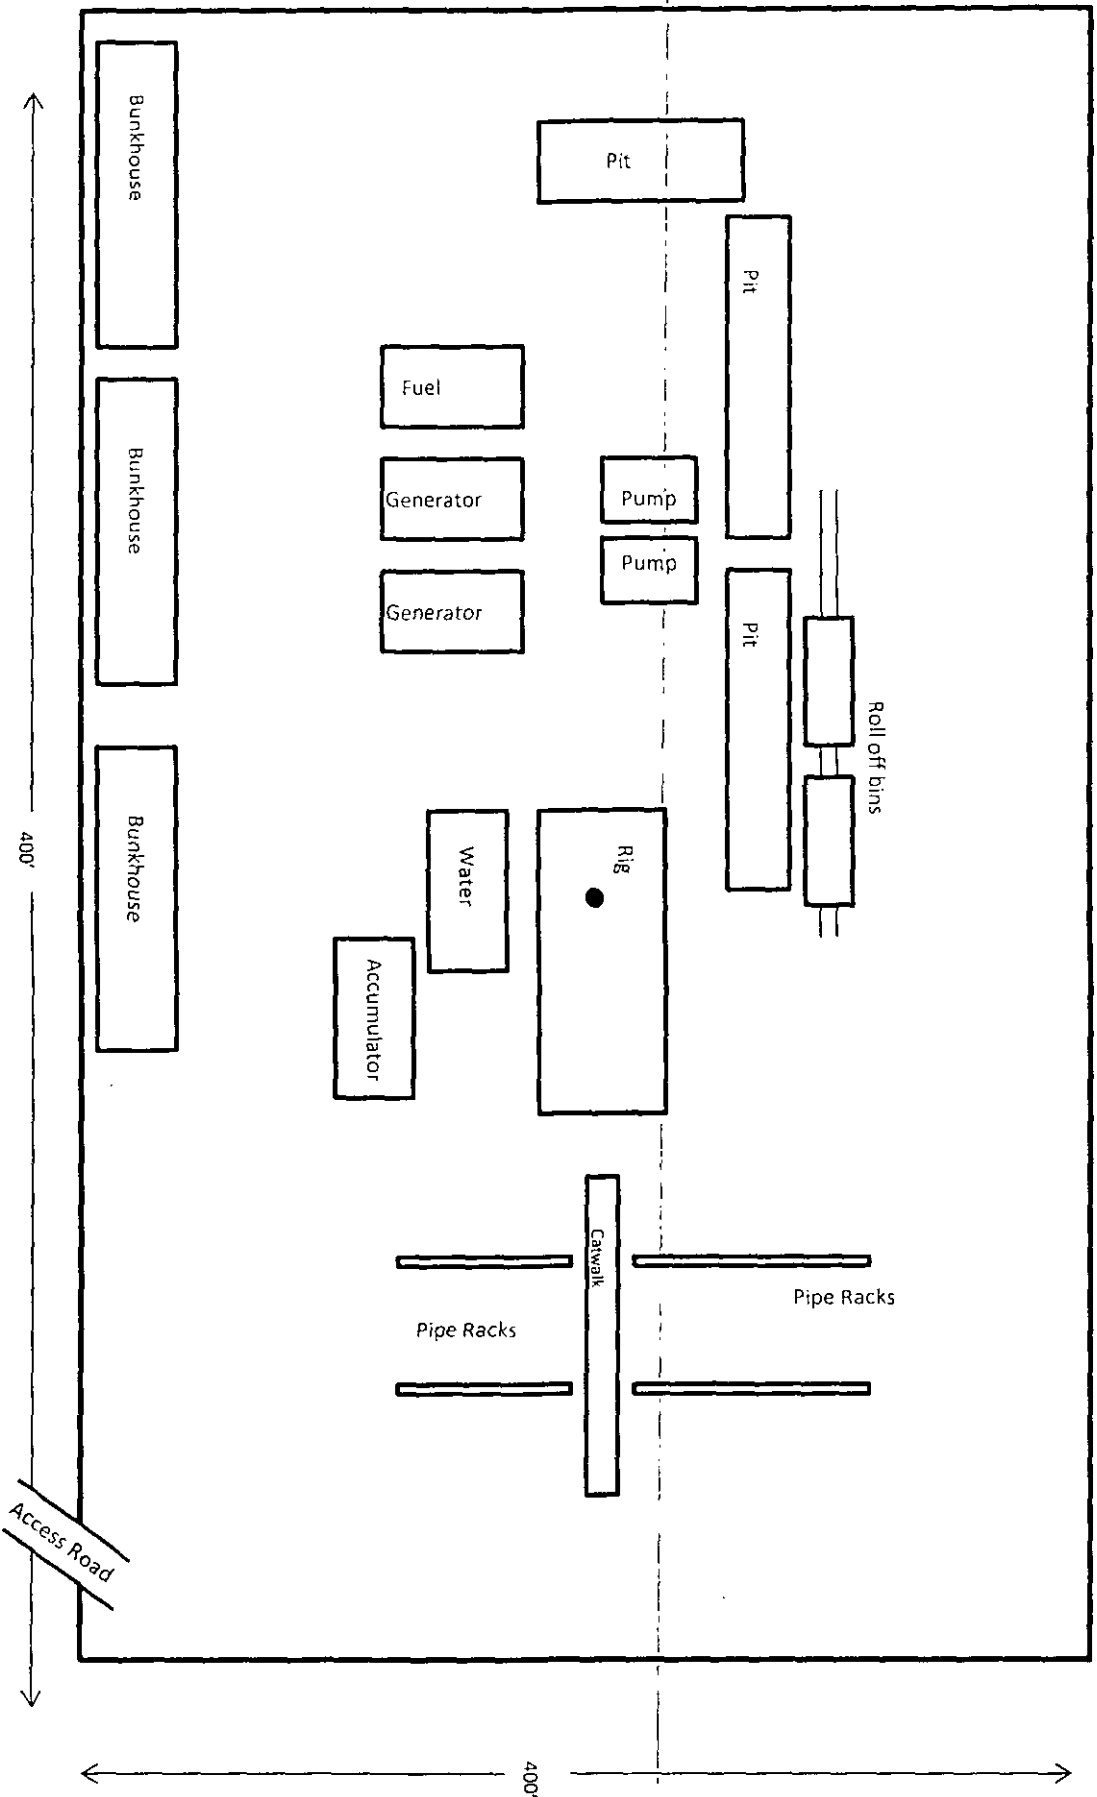 Bunkhouse
Pit
Pit
Fuel
Bunkhouse
Generator
Pump
Pump
Generator
Pit
Roll off bins
400'
Bunkhouse
Water
Rig
Accumulator
Catwalk
Pipe Racks
Pipe Racks
Access Road
400'